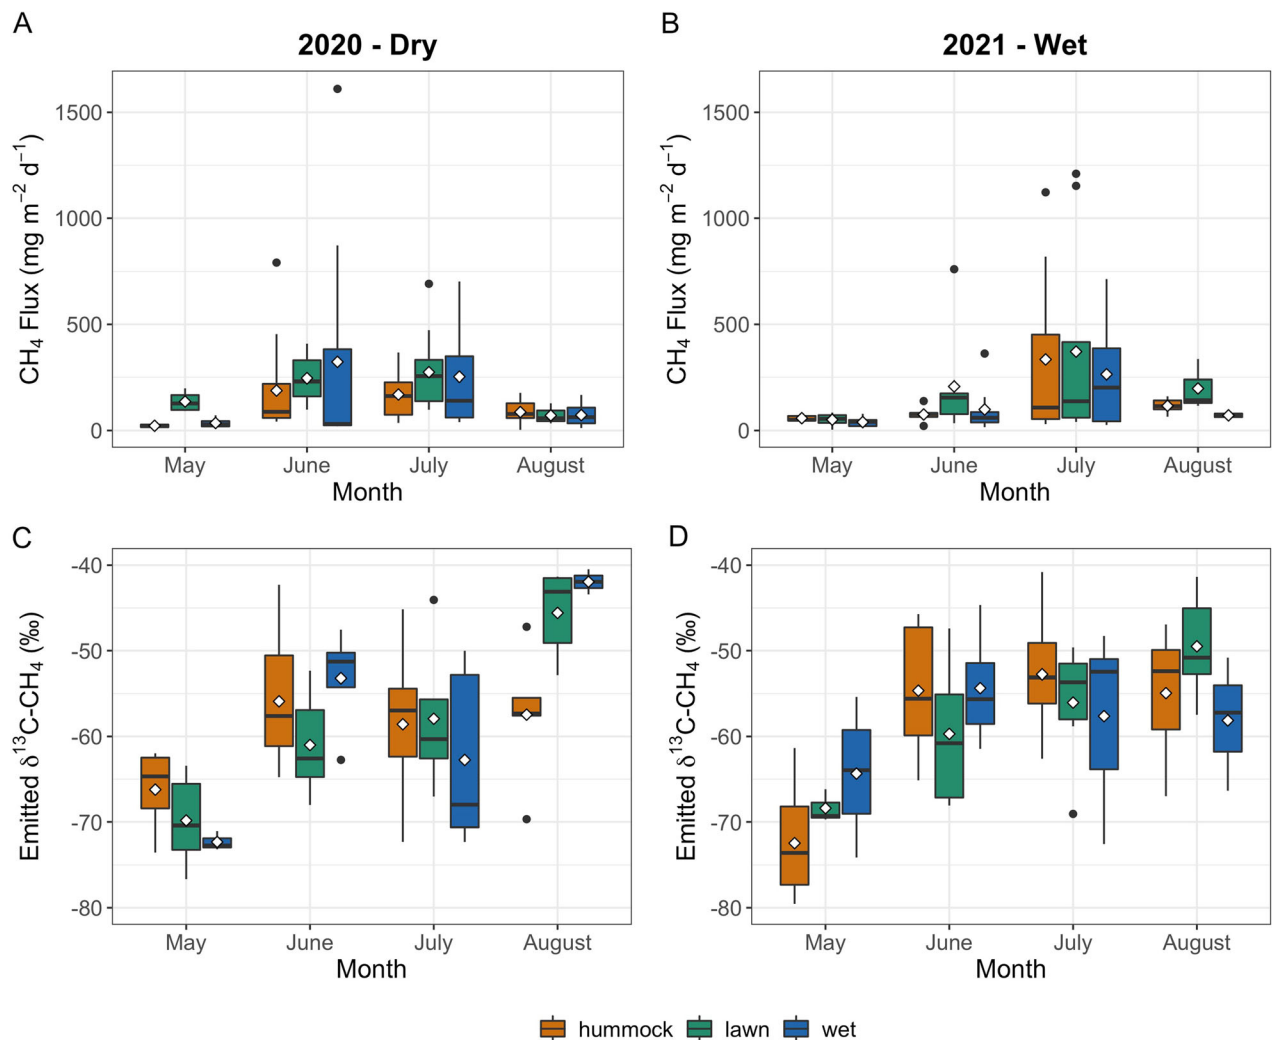 A
2020 - Dry
CH₄ Flux (mg m⁻² d⁻¹)
1500
1000
500
0
May
June
July
August
Month
B
2021 - Wet
CH₄ Flux (mg m⁻² d⁻¹)
1500
1000
500
0
May
June
July
August
Month
C
Emitted δ¹³C-CH₄ (‰)
-40
-50
-60
-70
-80
May
June
July
August
Month
D
Emitted δ¹³C-CH₄ (‰)
-40
-50
-60
-70
-80
May
June
July
August
Month
hummock
lawn
wet